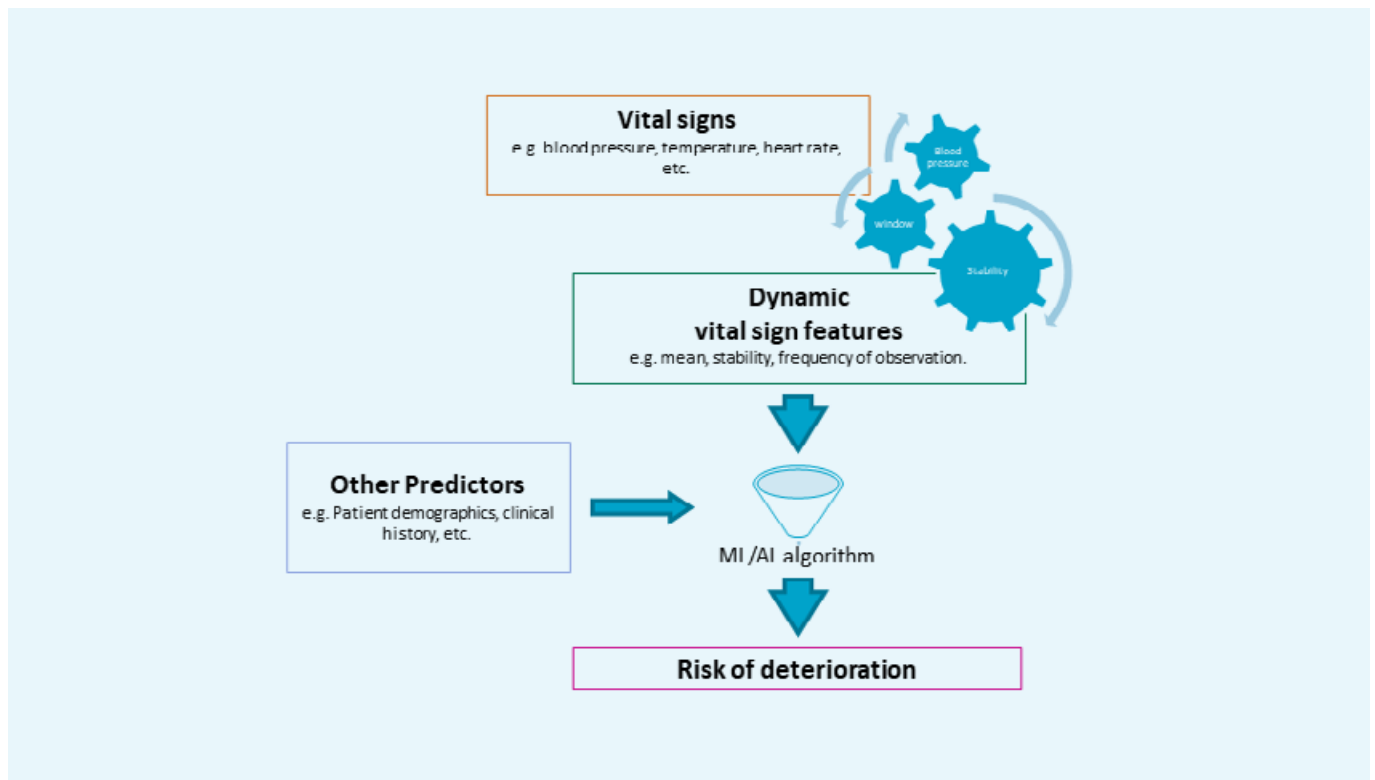 Vital signs
e.g. blood pressure, temperature, heart rate,
etc.
Blood
pressure
window
Stability
Dynamic
vital sign features
e.g. mean, stability, frequency of observation.
Other Predictors
e.g. Patient demographics, clinical
history, etc.
ML/AI algorithm
Risk of deterioration